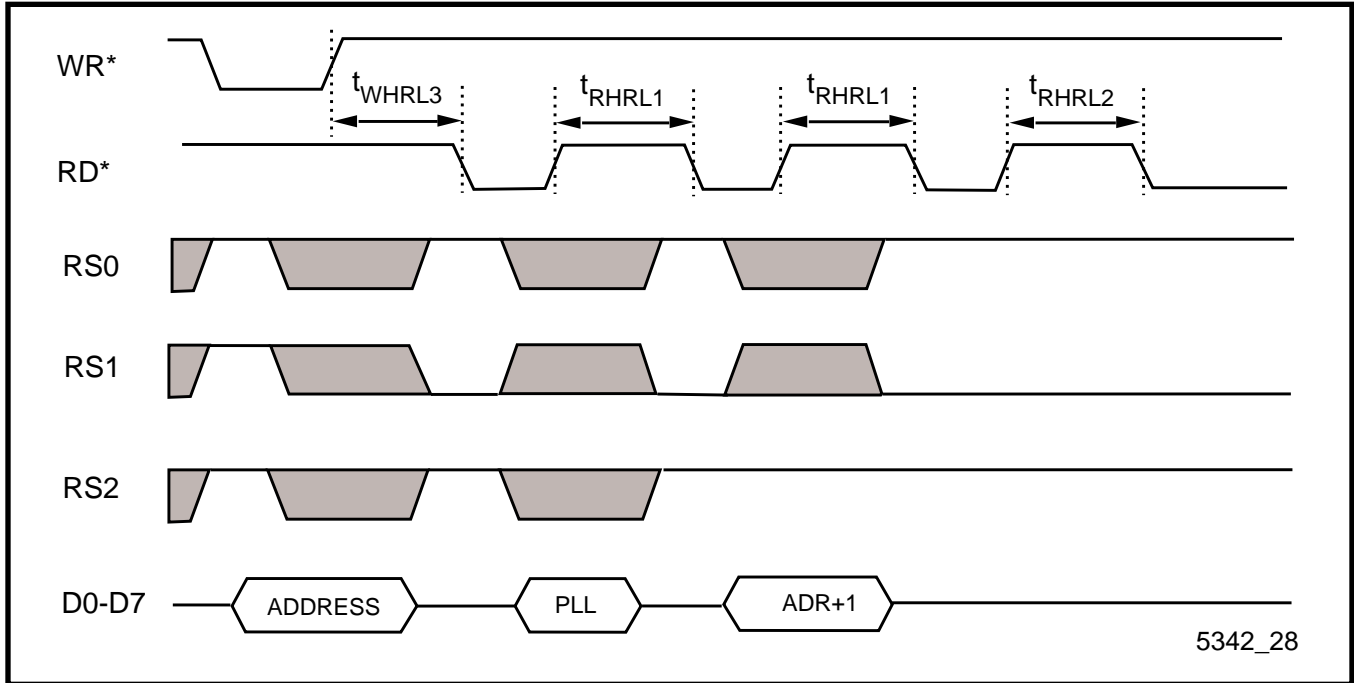 WR*
tWHRL3
tRHRL1
tRHRL1
tRHRL2
RD*
RS0
RS1
RS2
D0-D7
ADDRESS
PLL
ADR+1
5342_28